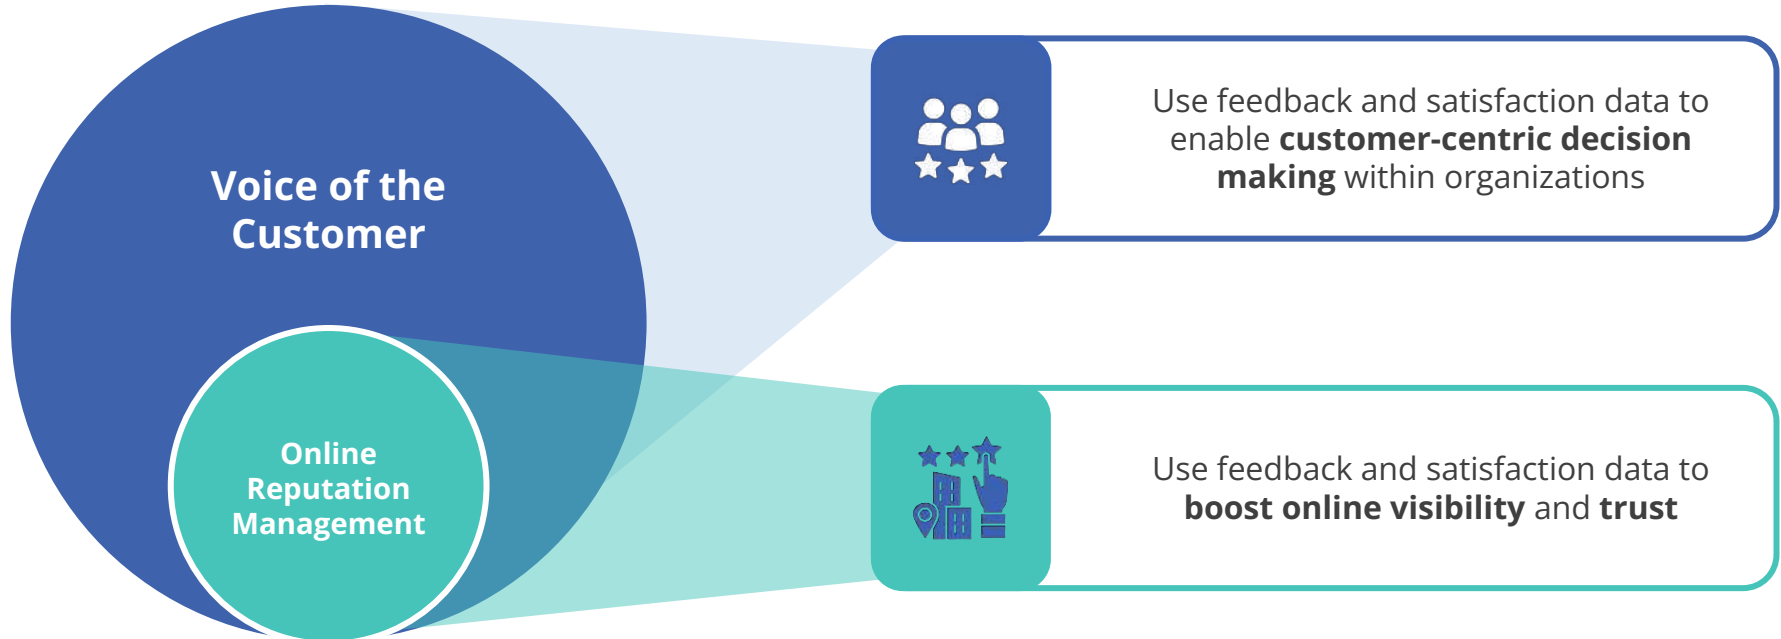 Voice of the
Customer
Online
Reputation
Management
Use feedback and satisfaction data to
enable customer-centric decision
making within organizations
Use feedback and satisfaction data to
boost online visibility and trust